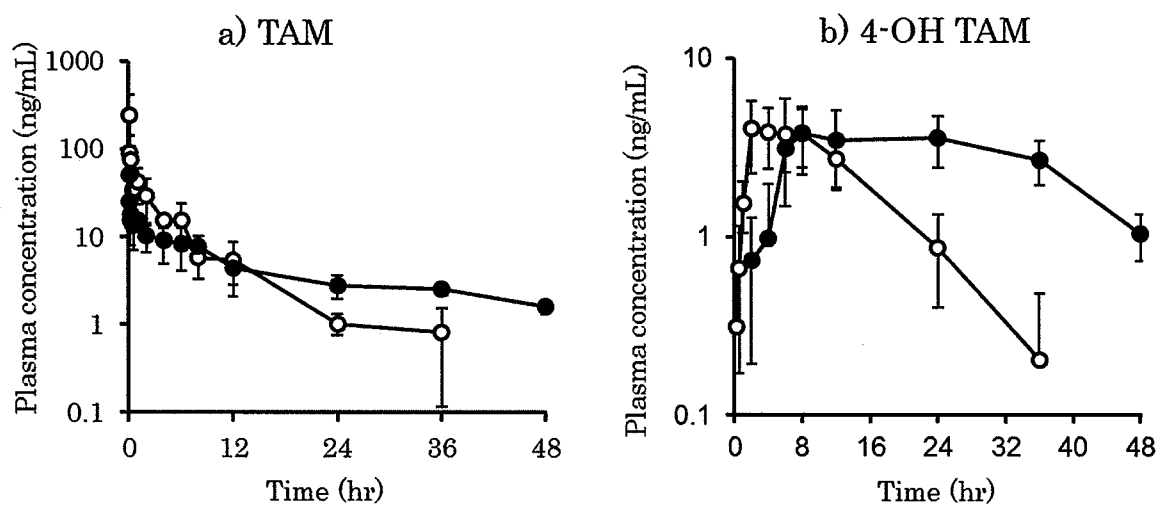 a) TAM
Plasma concentration (ng/mL)
1000
100
10
1
0.1
0 12 24 36 48
Time (hr)
b) 4-OH TAM
Plasma concentration (ng/mL)
10
1
0.1
0 8 16 24 32 40 48
Time (hr)